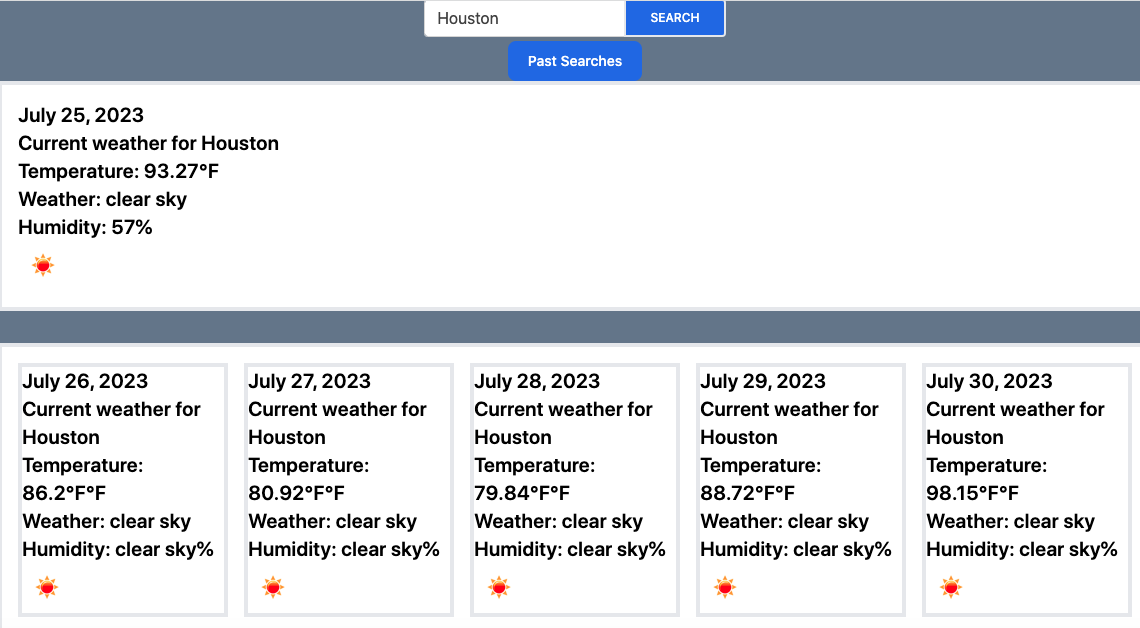 Houston
SEARCH
Past Searches
July 25, 2023
Current weather for Houston
Temperature: 93.27°F
Weather: clear sky
Humidity: 57%
July 26, 2023
Current weather for
Houston
Temperature:
86.2°F°F
Weather: clear sky
Humidity: clear sky%
July 27, 2023
Current weather for
Houston
Temperature:
80.92°F°F
Weather: clear sky
Humidity: clear sky%
July 28, 2023
Current weather for
Houston
Temperature:
79.84°F°F
Weather: clear sky
Humidity: clear sky%
July 29, 2023
Current weather for
Houston
Temperature:
88.72°F°F
Weather: clear sky
Humidity: clear sky%
July 30, 2023
Current weather for
Houston
Temperature:
98.15°F°F
Weather: clear sky
Humidity: clear sky%